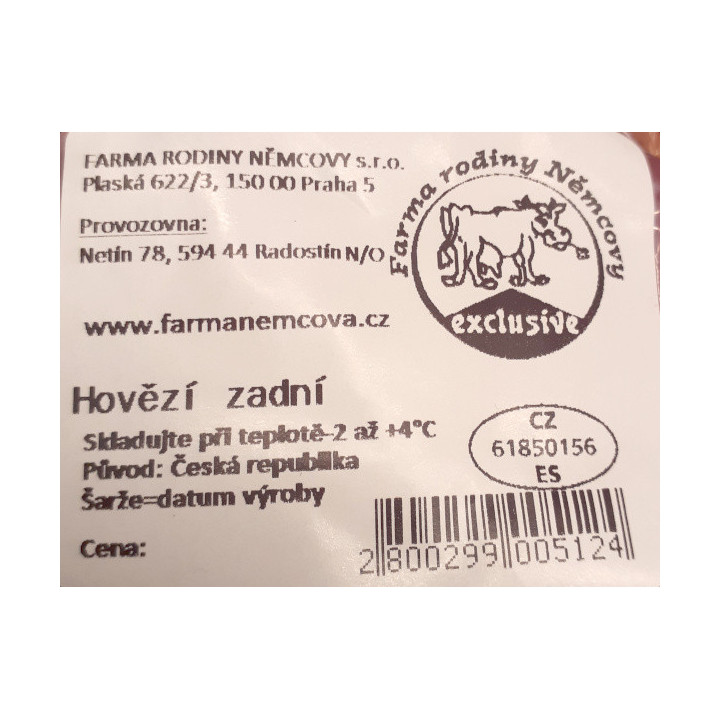 FARMA RODINY NĚMCOVY s.r.o.
Plaská 622/3, 150 00 Praha 5
Provozovna:
Netín 78, 594 44 Radostín N/O
www.farmanemcova.cz
Farma rodiny Němcovy
exclusive
Hovězí zadní
Skladujte při teplotě-2 až +4°C
Původ: Česká republika
Šarže=datum výroby
Cena:
CZ
61850156
ES
2 800299 005124